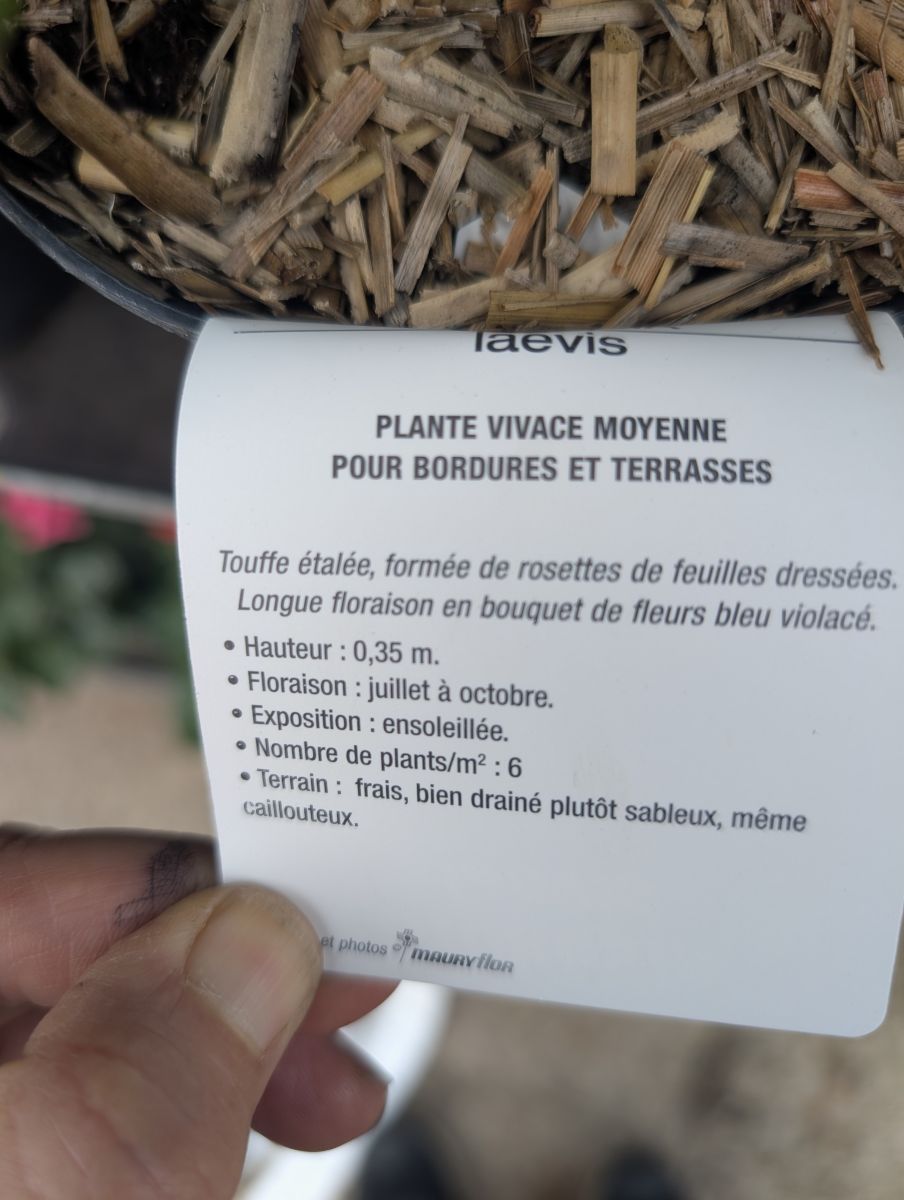 laevis
PLANTE VIVACE MOYENNE
POUR BORDURES ET TERRASSES
Touffe étalée, formée de rosettes de feuilles dressées.
Longue floraison en bouquet de fleurs bleu violacé.
• Hauteur : 0,35 m.
• Floraison : juillet à octobre.
• Exposition : ensoleillée.
• Nombre de plants/m² : 6
• Terrain : frais, bien drainé plutôt sableux, même
caillouteux.
et photos © MAURYflor